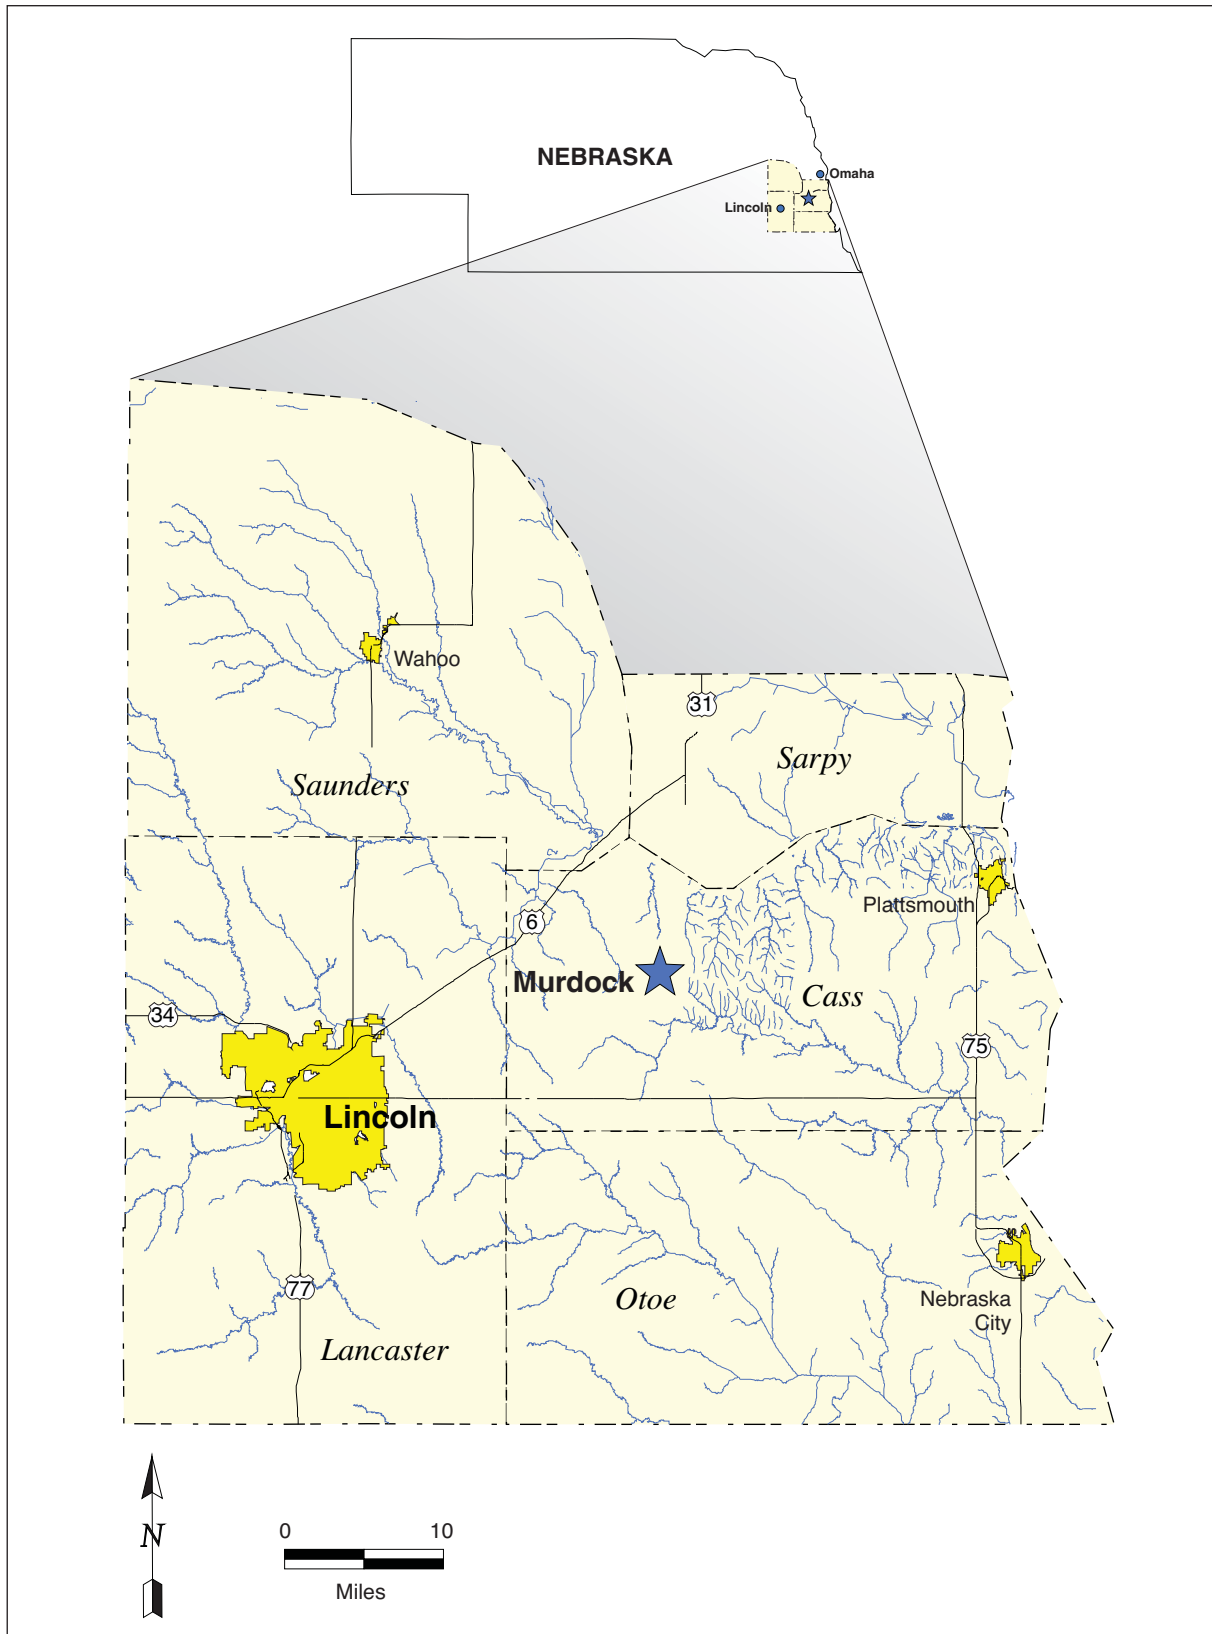 NEBRASKA
Omaha
Lincoln
Wahoo
31
Sarpy
Saunders
Plattsmouth
6
Murdock
Cass
34
75
Lincoln
77
Otoe
Nebraska
City
Lancaster
N
0 10
Miles